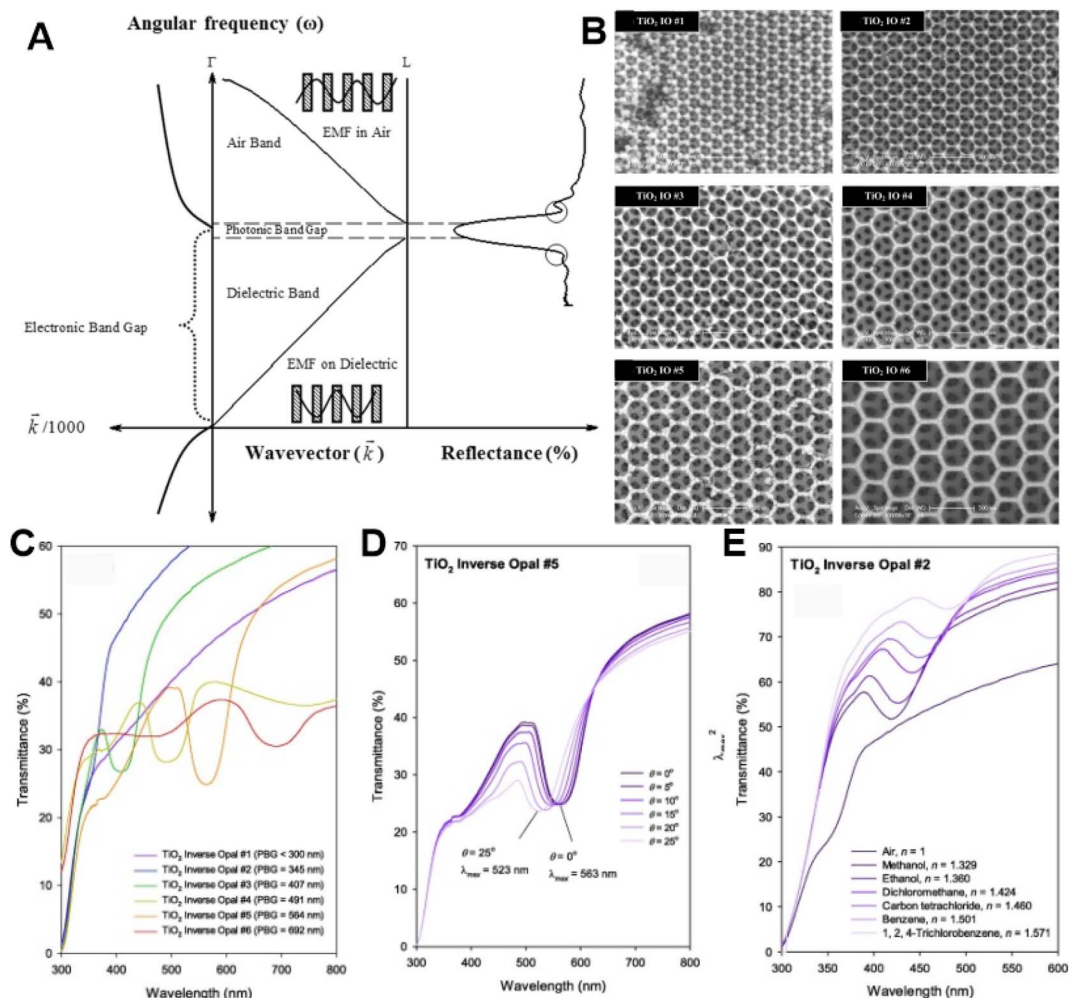 A
Angular frequency (ω)
Γ
L
EMF in Air
Air Band
Photonic Band Gap
Dielectric Band
Electronic Band Gap
EMF on Dielectric
k⃗ /1000
Wavevector (k⃗)
Reflectance (%)
B
TiO₂ IO #1
TiO₂ IO #2
TiO₂ IO #3
TiO₂ IO #4
TiO₂ IO #5
TiO₂ IO #6
C
60
50
40
30
20
10
0
Transmittance (%)
TiO₂ Inverse Opal #1 (PBG < 300 nm)
TiO₂ Inverse Opal #2 (PBG = 345 nm)
TiO₂ Inverse Opal #3 (PBG = 407 nm)
TiO₂ Inverse Opal #4 (PBG = 491 nm)
TiO₂ Inverse Opal #5 (PBG = 564 nm)
TiO₂ Inverse Opal #6 (PBG = 692 nm)
300 400 500 600 700 800
Wavelength (nm)
D
TiO₂ Inverse Opal #5
70
60
50
40
30
20
10
0
Transmittance (%)
θ = 0°
θ = 5°
θ = 10°
θ = 15°
θ = 20°
θ = 25°
θ = 25°
λmax = 523 nm
θ = 0°
λmax = 563 nm
300 400 500 600 700 800
Wavelength (nm)
E
TiO₂ Inverse Opal #2
90
80
70
60
50
40
30
20
10
0
λmax²
Transmittance (%)
Air, n = 1
Methanol, n = 1.329
Ethanol, n = 1.360
Dichloromethane, n = 1.424
Carbon tetrachloride, n = 1.460
Benzene, n = 1.501
1, 2, 4-Trichlorobenzene, n = 1.571
300 350 400 450 500 550 600
Wavelength (nm)